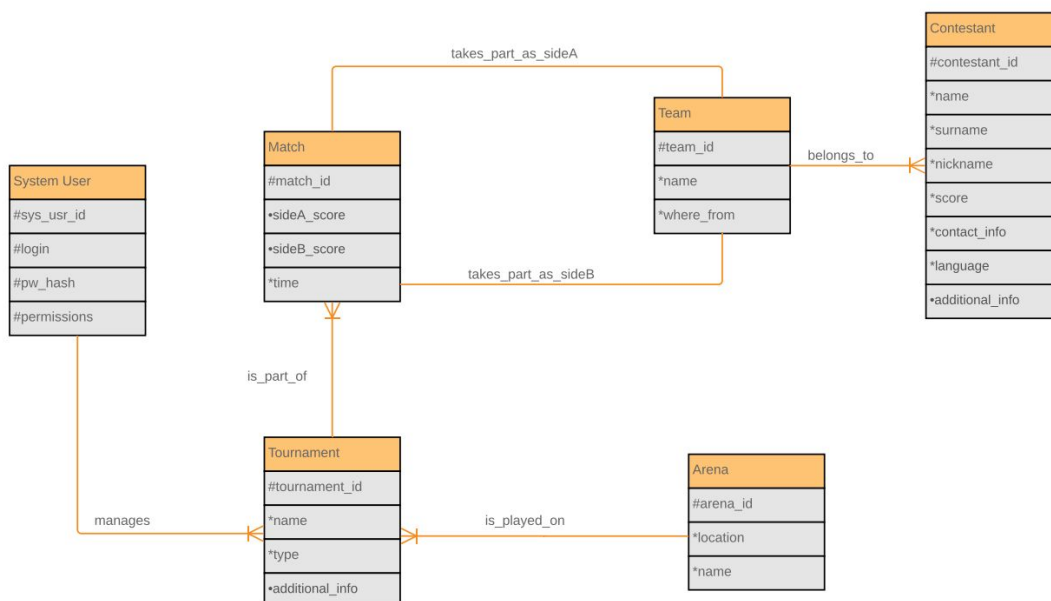 Contestant
#contestant_id
*name
*surname
*nickname
*score
*contact_info
*language
•additional_info
takes_part_as_sideA
Team
#team_id
*name
*where_from
belongs_to
Match
#match_id
•sideA_score
•sideB_score
*time
takes_part_as_sideB
System User
#sys_usr_id
#login
#pw_hash
#permissions
is_part_of
manages
Tournament
#tournament_id
*name
*type
•additional_info
is_played_on
Arena
#arena_id
*location
*name